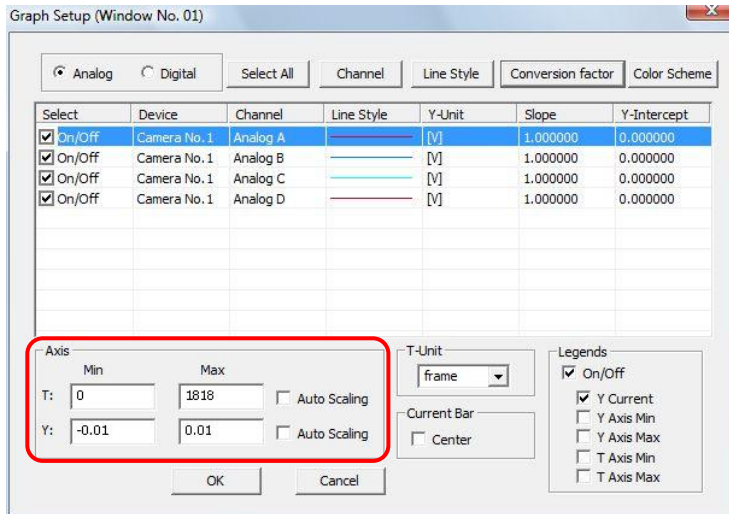 Graph Setup (Window No. 01)
Analog Digital Select All Channel Line Style Conversion factor Color Scheme
Select Device Channel Line Style Y-Unit Slope Y-Intercept
On/Off Camera No.1 Analog A [V] 1.000000 0.000000
On/Off Camera No.1 Analog B [V] 1.000000 0.000000
On/Off Camera No.1 Analog C [V] 1.000000 0.000000
On/Off Camera No.1 Analog D [V] 1.000000 0.000000
Axis
Min Max
T: 0 1818 Auto Scaling
Y: -0.01 0.01 Auto Scaling
T-Unit
frame
Current Bar
Center
Legends
On/Off
Y Current
Y Axis Min
Y Axis Max
T Axis Min
T Axis Max
OK Cancel